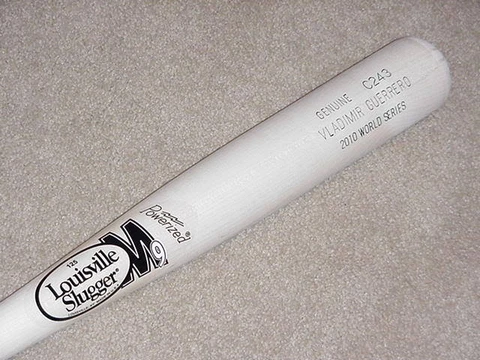 GENUINE C243
VLADIMIR GUERRERO
2010 WORLD SERIES
Powerized®
125
Louisville
Slugger®
M9